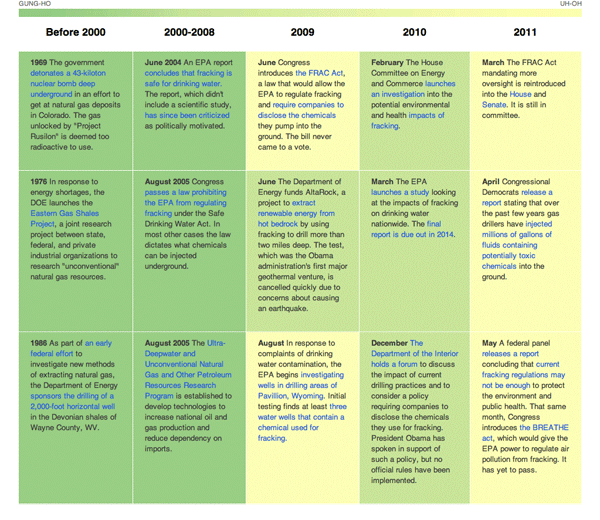 GUNG-HO
UH-OH
Before 2000
2000-2008
2009
2010
2011
1969 The government
detonates a 43-kiloton
nuclear bomb deep
underground in an effort to
get at natural gas deposits
in Colorado. The gas
unlocked by "Project
Rusilon" is deemed too
radioactive to use.
June 2004 An EPA report
concludes that fracking is
safe for drinking water.
The report, which didn't
include a scientific study,
has since been criticized
as politically motivated.
June Congress
introduces the FRAC Act,
a law that would allow the
EPA to regulate fracking
and require companies to
disclose the chemicals
they pump into the
ground. The bill never
came to a vote.
February The House
Committee on Energy
and Commerce launches
an investigation into the
potential environmental
and health impacts of
fracking.
March The FRAC Act
mandating more
oversight is reintroduced
into the House and
Senate. It is still in
committee.
1976 In response to
energy shortages, the
DOE launches the
Eastern Gas Shales
Project, a joint research
project between state,
federal, and private
industrial organizations to
research "unconventional"
natural gas resources.
August 2005 Congress
passes a law prohibiting
the EPA from regulating
fracking under the Safe
Drinking Water Act. In
most other cases the law
dictates what chemicals
can be injected
underground.
June The Department of
Energy funds AltaRock, a
project to extract
renewable energy from
hot bedrock by using
fracking to drill more than
two miles deep. The test,
which was the Obama
administration's first major
geothermal venture, is
cancelled quickly due to
concerns about causing
an earthquake.
March The EPA
launches a study looking
at the impacts of fracking
on drinking water
nationwide. The final
report is due out in 2014.
April Congressional
Democrats release a
report stating that over
the past few years gas
drillers have injected
millions of gallons of
fluids containing
potentially toxic
chemicals into the
ground.
1986 As part of an early
federal effort to
investigate new methods
of extracting natural gas,
the Department of Energy
sponsors the drilling of a
2,000-foot horizontal well
in the Devonian shales of
Wayne County, WV.
August 2005 The Ultra-
Deepwater and
Unconventional Natural
Gas and Other Petroleum
Resources Research
Program is established to
develop technologies to
increase national oil and
gas production and
reduce dependency on
imports.
August In response to
complaints of drinking
water contamination, the
EPA begins investigating
wells in drilling areas of
Pavillion, Wyoming. Initial
testing finds at least three
water wells that contain a
chemical used for
fracking.
December The
Department of the Interior
holds a forum to discuss
the impact of current
drilling practices and to
consider a policy
requiring companies to
disclose the chemicals
they use for fracking.
President Obama has
spoken in support of
such a policy, but no
official rules have been
implemented.
May A federal panel
releases a report
concluding that current
fracking regulations may
not be enough to protect
the environment and
public health. That same
month, Congress
introduces the BREATHE
act, which would give the
EPA power to regulate air
pollution from fracking. It
has yet to pass.